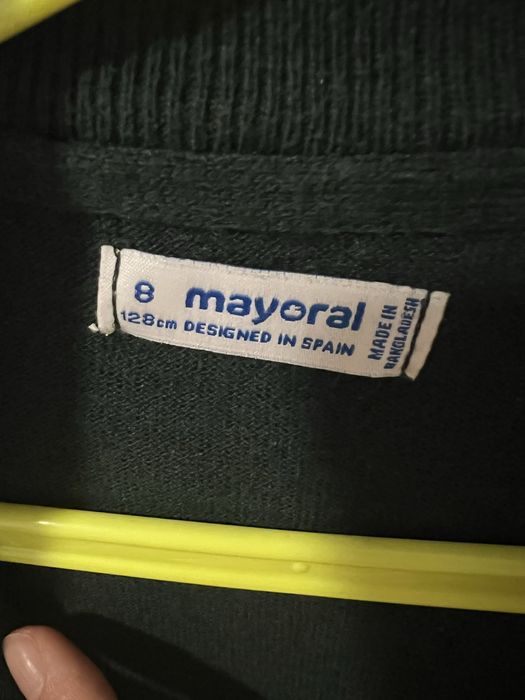 8 mayoral
128cm DESIGNED IN SPAIN
MADE IN
BANGLADESH